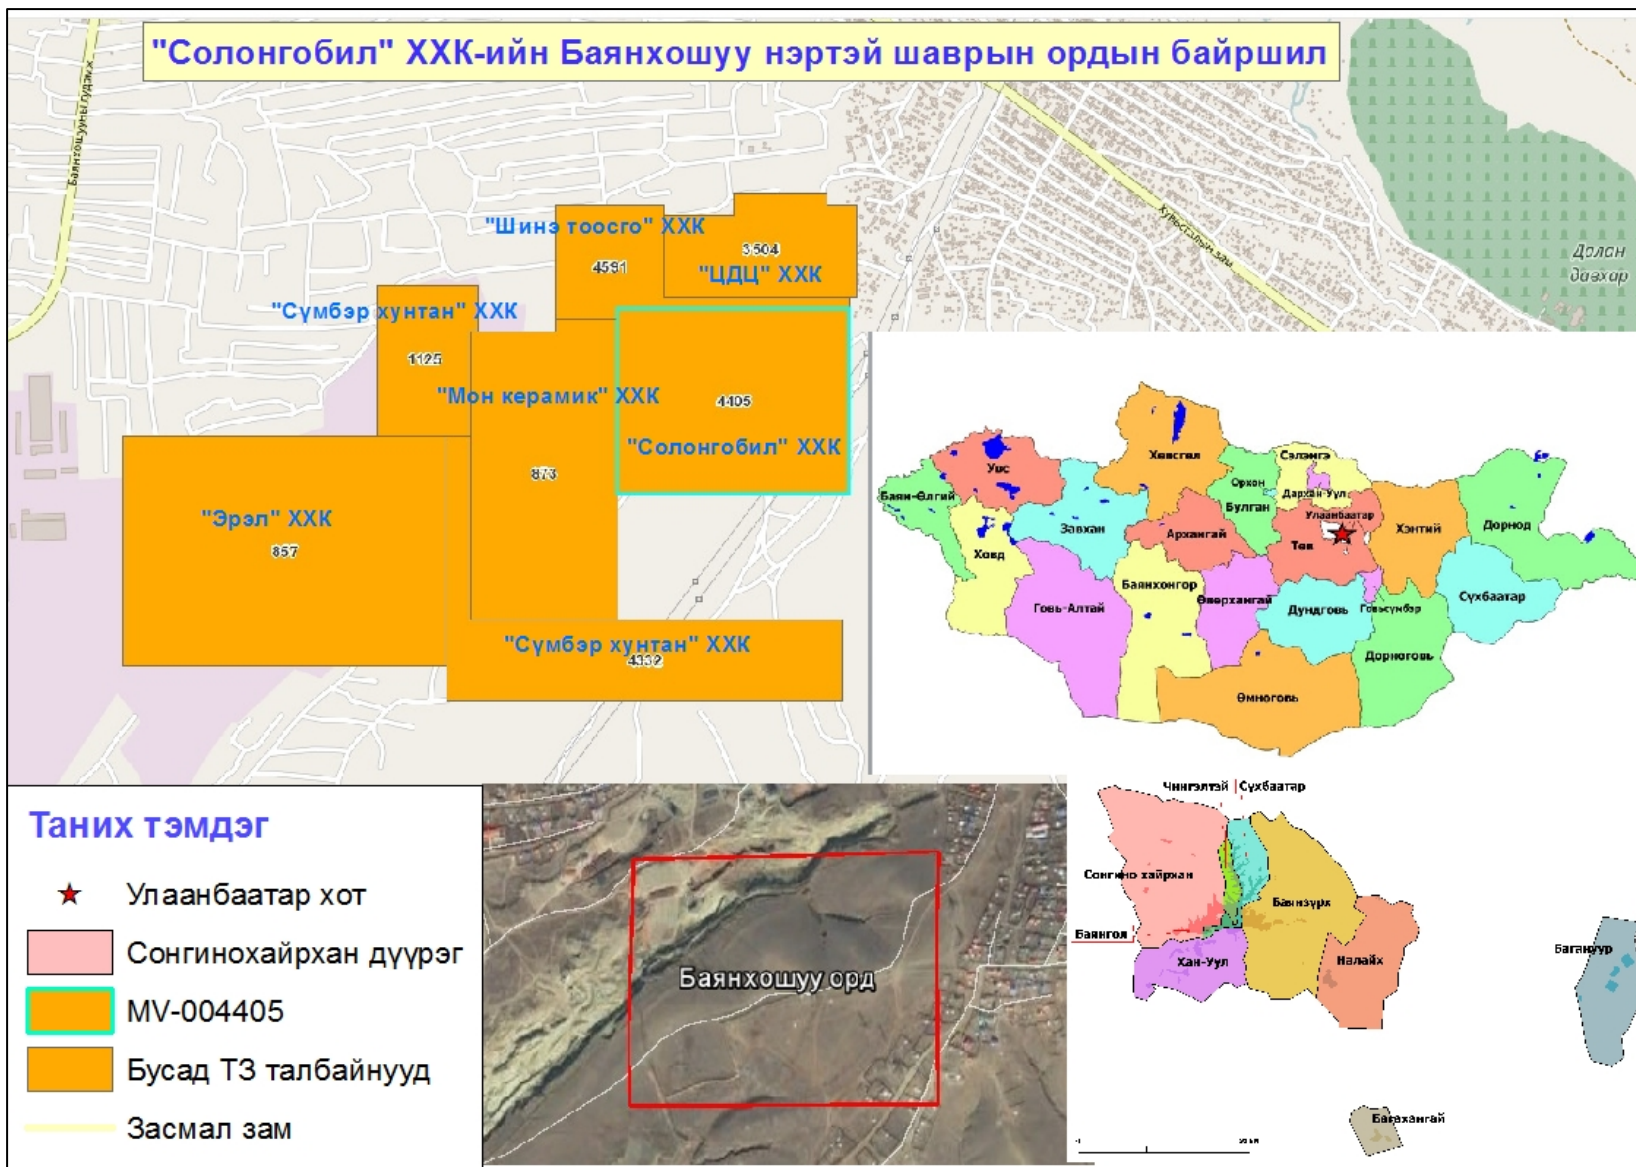 "Солонгобил" ХХК-ийн Баянхошуу нэртэй шаврын ордын байршил
Баянхошууны гудамж
"Шинэ тоосго" ХХК
4591
3504
"ЦДЦ" ХХК
"Сүмбэр хунтан" ХХК
1125
"Мон керамик" ХХК
4405
"Солонгобил" ХХК
873
"Эрэл" ХХК
857
"Сүмбэр хунтан" ХХК
4332
Долан
давхар
Увс
Баян-Өлгий
Ховд
Завхан
Хөвсгөл
Архангай
Орхон
Булган
Сэлэнгэ
Дархан-Уул
Улаанбаатар
Төв
Хэнтий
Дорнод
Говь-Алтай
Баянхонгор
Өвөрхангай
Дундговь
Говьсүмбэр
Сүхбаатар
Дорноговь
Өмноговь
Таних тэмдэг
Улаанбаатар хот
Сонгинохайрхан дүүрэг
MV-004405
Бусад ТЗ талбайнууд
Засмал зам
Баянхошуу орд
Чингэлтэй
Сүхбаатар
Сонгино хайрхан
Баянзүрх
Баянгол
Хан-Уул
Налайх
Багануур
Багахангай